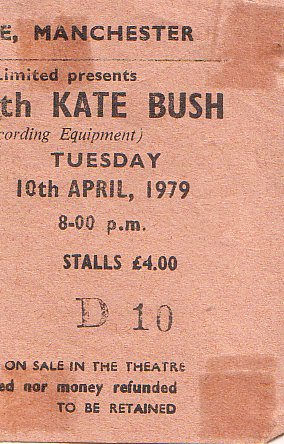 E, MANCHESTER
Limited presents
th KATE BUSH
cording Equipment)
TUESDAY
10th APRIL, 1979
8-00 p.m.
STALLS £4.00
D 10
ON SALE IN THE THEATRE
ed nor money refunded
TO BE RETAINED